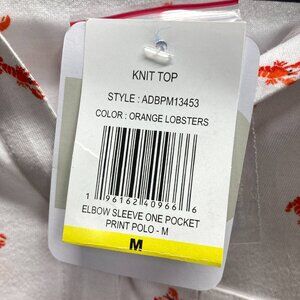 KNIT TOP
STYLE : ADBPM13453
COLOR : ORANGE LOBSTERS
1 96162 40966 6
ELBOW SLEEVE ONE POCKET
PRINT POLO - M
M